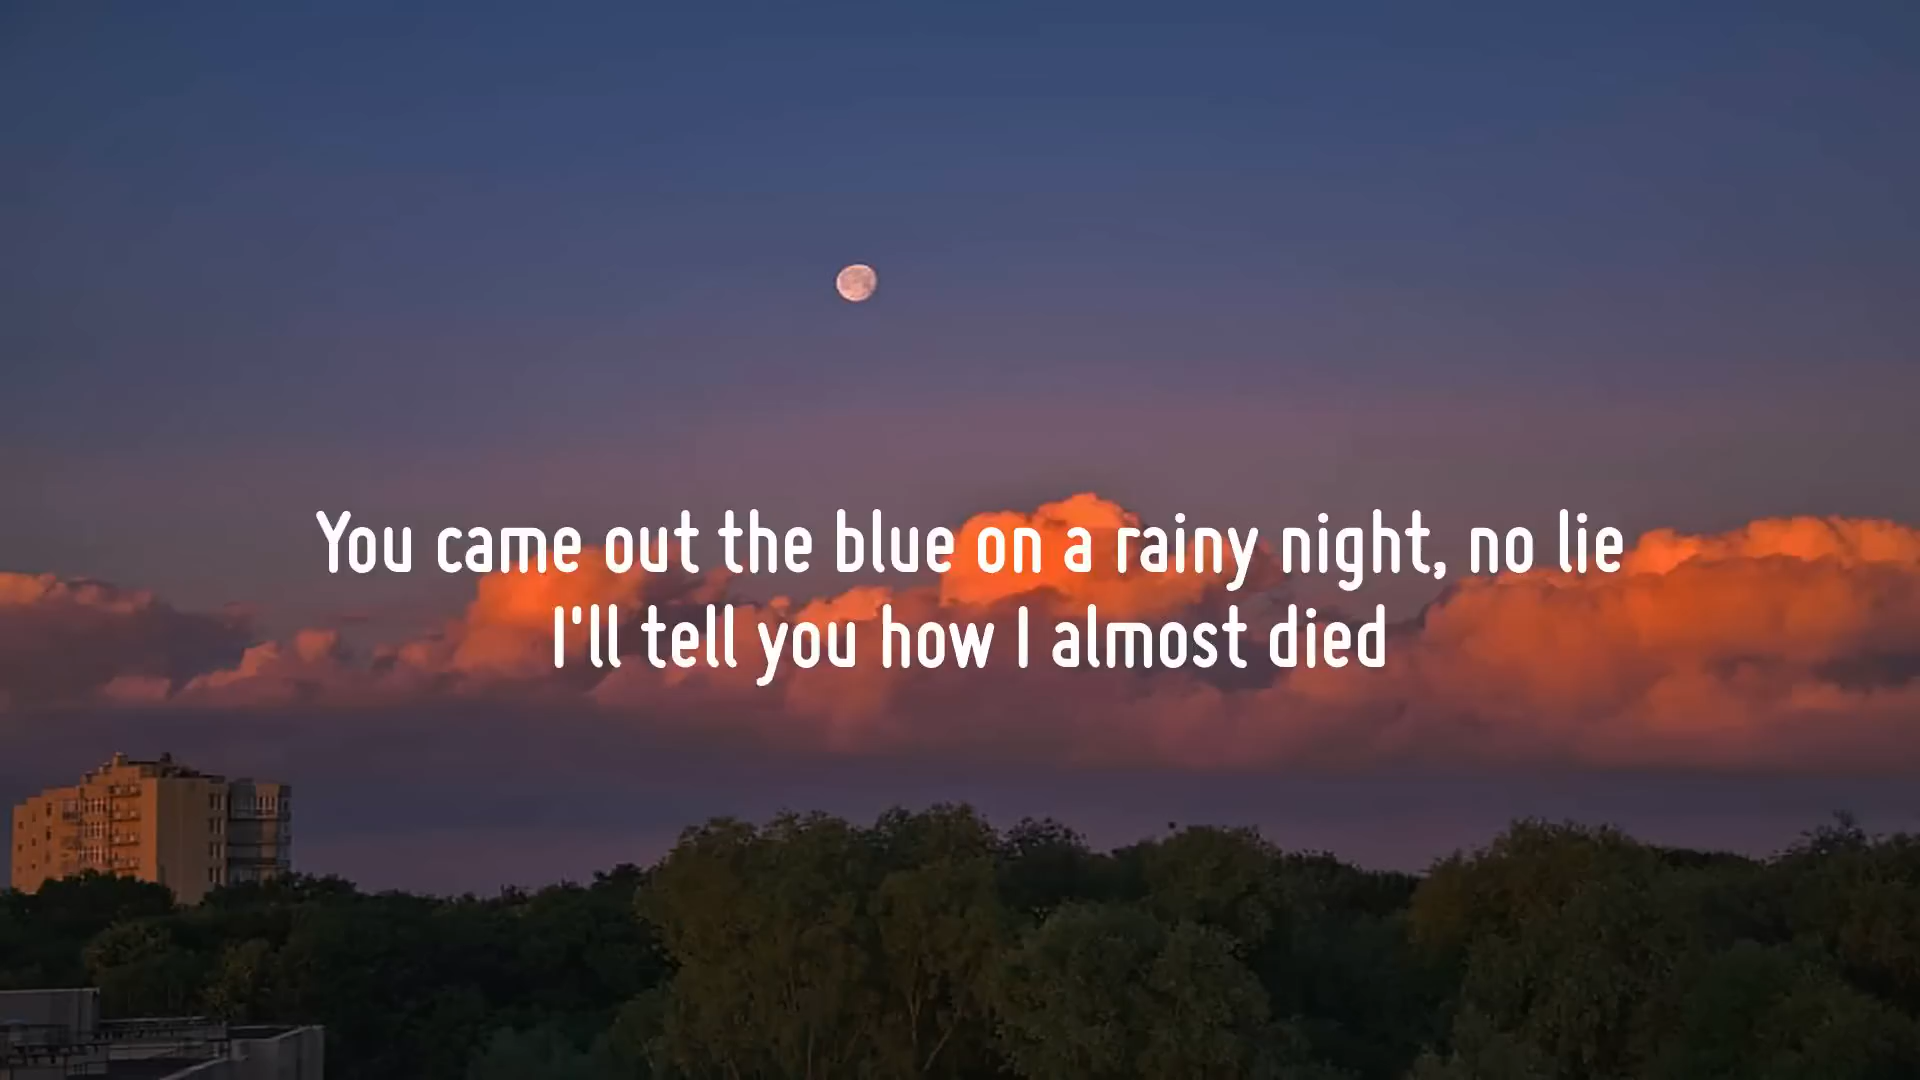 You came out the blue on a rainy night, no lie
I'll tell you how I almost died